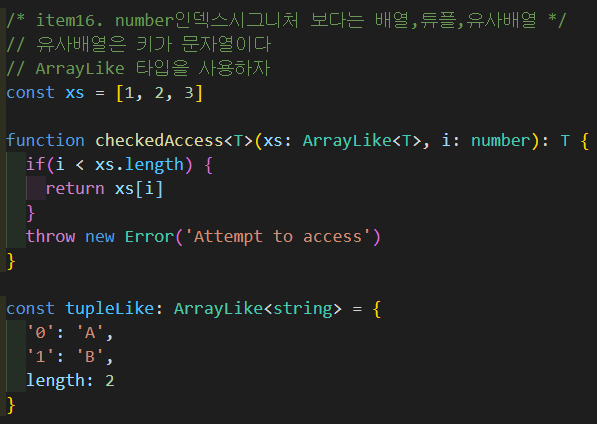 /* item16. number인덱스시그니처 보다는 배열,튜플,유사배열 */
// 유사배열은 키가 문자열이다
// ArrayLike 타입을 사용하자
const xs = [1, 2, 3]
function checkedAccess<T>(xs: ArrayLike<T>, i: number): T {
  if(i < xs.length) {
    return xs[i]
  }
  throw new Error('Attempt to access')
}
const tupleLike: ArrayLike<string> = {
  '0': 'A',
  '1': 'B',
  length: 2
}